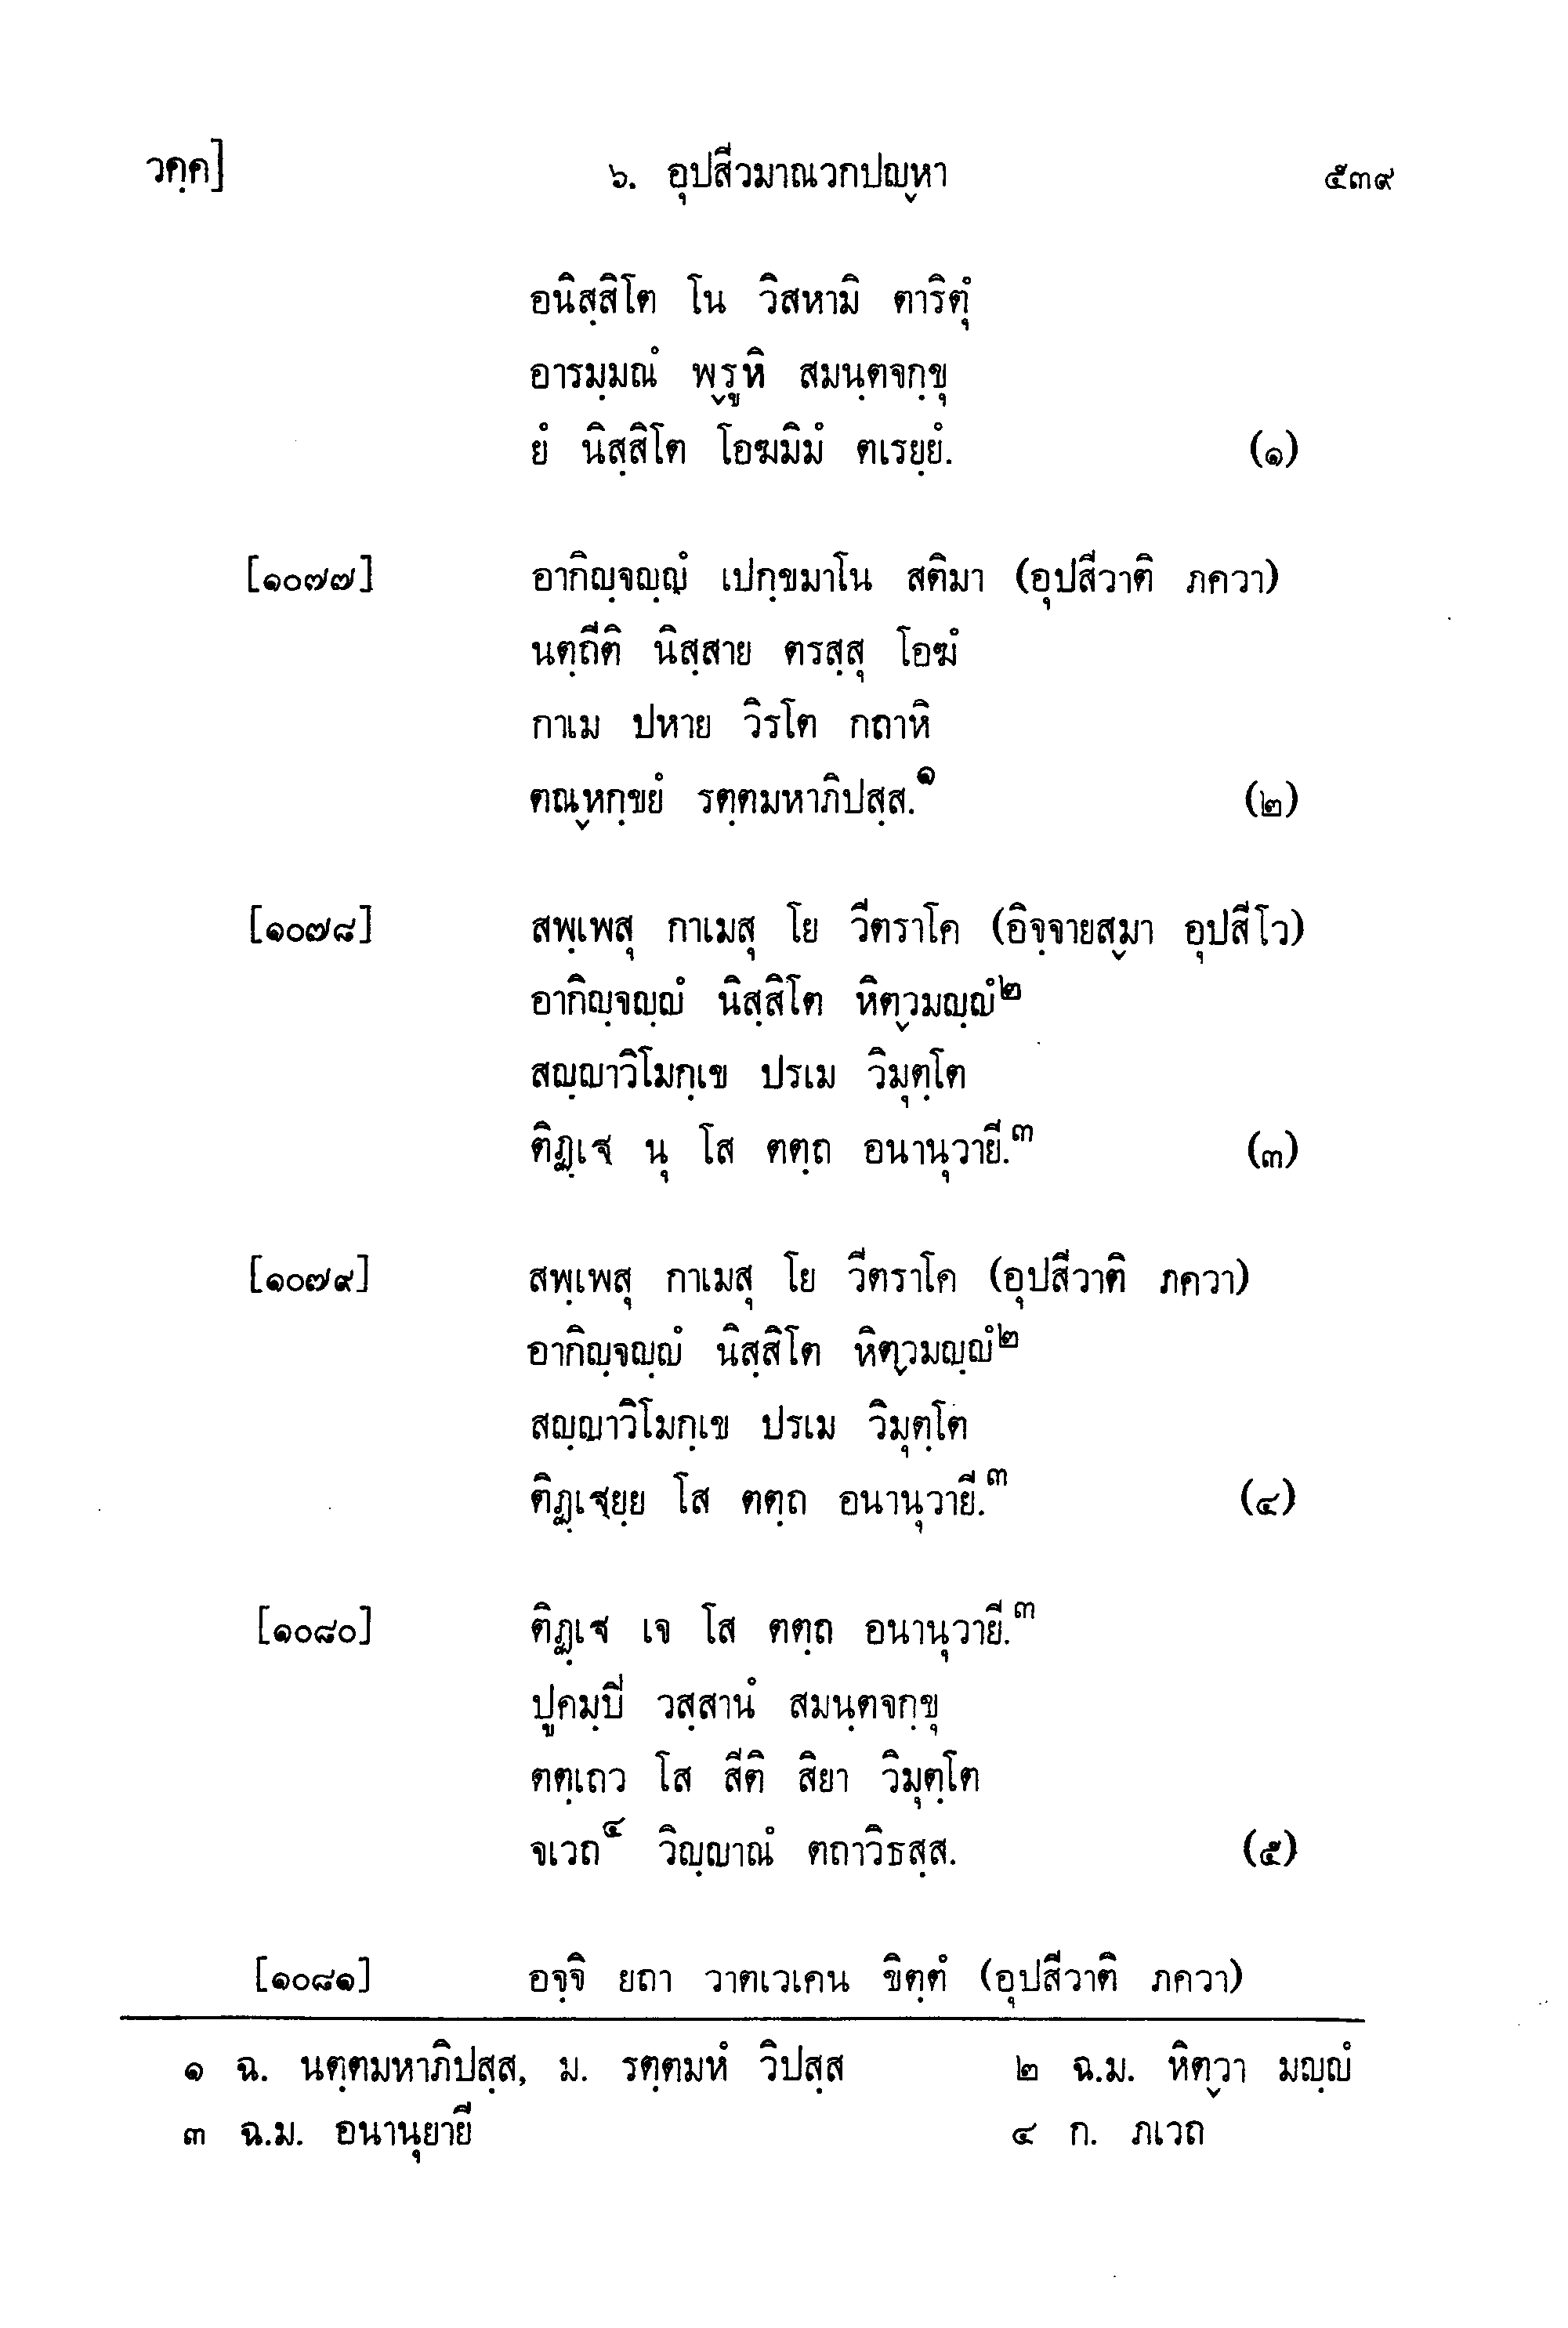 วคฺค] ๖. อุปสีวมาณวกปญฺหา ๕๓๙
อนิสฺสิโต โน วิสหามิ ตาริตุํ
อารมฺมณํ พฺรูหิ สมนฺตจกฺขุ
ยํ นิสฺสิโต โอฆมิมํ ตเรยฺยํ. (๑)
[๑๐๗๗] อากิญฺจญฺญํ เปกฺขมาโน สติมา (อุปสีวาติ ภควา)
นตฺถีติ นิสฺสาย ตรสฺสุ โอฆํ
กาเม ปหาย วิรโต กถาหิ
ตณฺหกฺขยํ รตฺตมหาภิปสฺส.๑ (๒)
[๑๐๗๘] สพฺเพสุ กาเมสุ โย วีตราโค (อิจฺจายสฺมา อุปสีโว)
อากิญฺจญฺญํ นิสฺสิโต หิตฺวมญฺญํ๒
สญฺญาวิโมกฺเข ปรเม วิมุตฺโต
ติฏฺเฐ นุ โส ตตฺถ อนานุวายี.๓ (๓)
[๑๐๗๙] สพฺเพสุ กาเมสุ โย วีตราโค (อุปสีวาติ ภควา)
อากิญฺจญฺญํ นิสฺสิโต หิตฺวมญฺญํ๒
สญฺญาวิโมกฺเข ปรเม วิมุตฺโต
ติฏฺเฐยฺย โส ตตฺถ อนานุวายี.๓ (๔)
[๑๐๘๐] ติฏฺเฐ เจ โส ตตฺถ อนานุวายี.๓
ปูคมฺปี วสฺสานํ สมนฺตจกฺขุ
ตตฺเถว โส สีติ สิยา วิมุตฺโต
จเวถ๔ วิญฺญาณํ ตถาวิธสฺส. (๕)
[๑๐๘๑] อจฺจิ ยถา วาตเวเคน ขิตฺตํ (อุปสีวาติ ภควา)
๑ ฉ. นตฺตมหาภิปสฺส, ม. รตฺตมหํ วิปสฺส ๒ ฉ.ม. หิตฺวา มญฺญํ
๓ ฉ.ม. อนานุยายี ๔ ก. ภเวถ